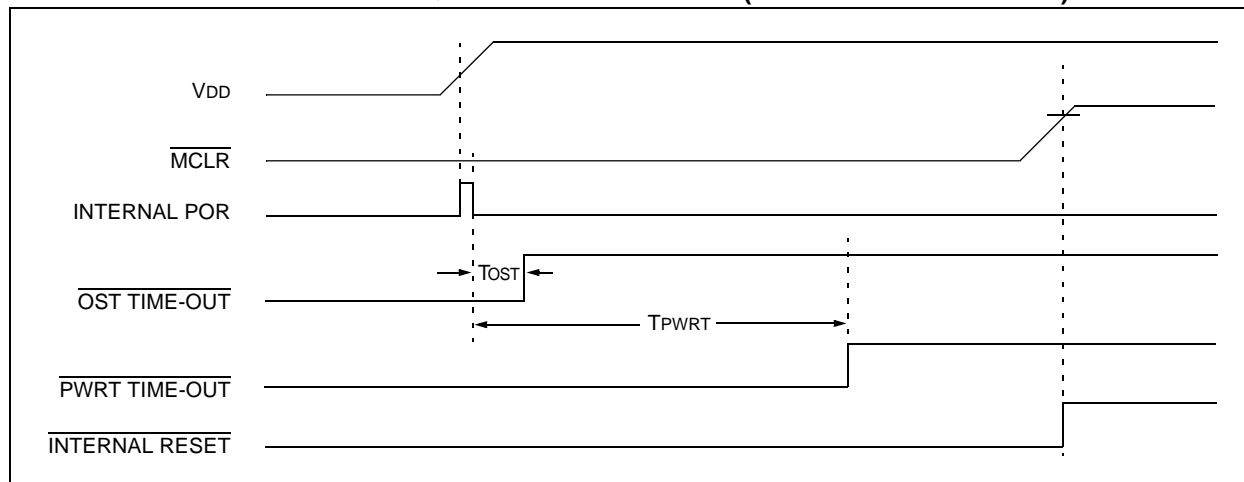 VDD
MCLR
INTERNAL POR
TOST
OST TIME-OUT
TPWRT
PWRT TIME-OUT
INTERNAL RESET